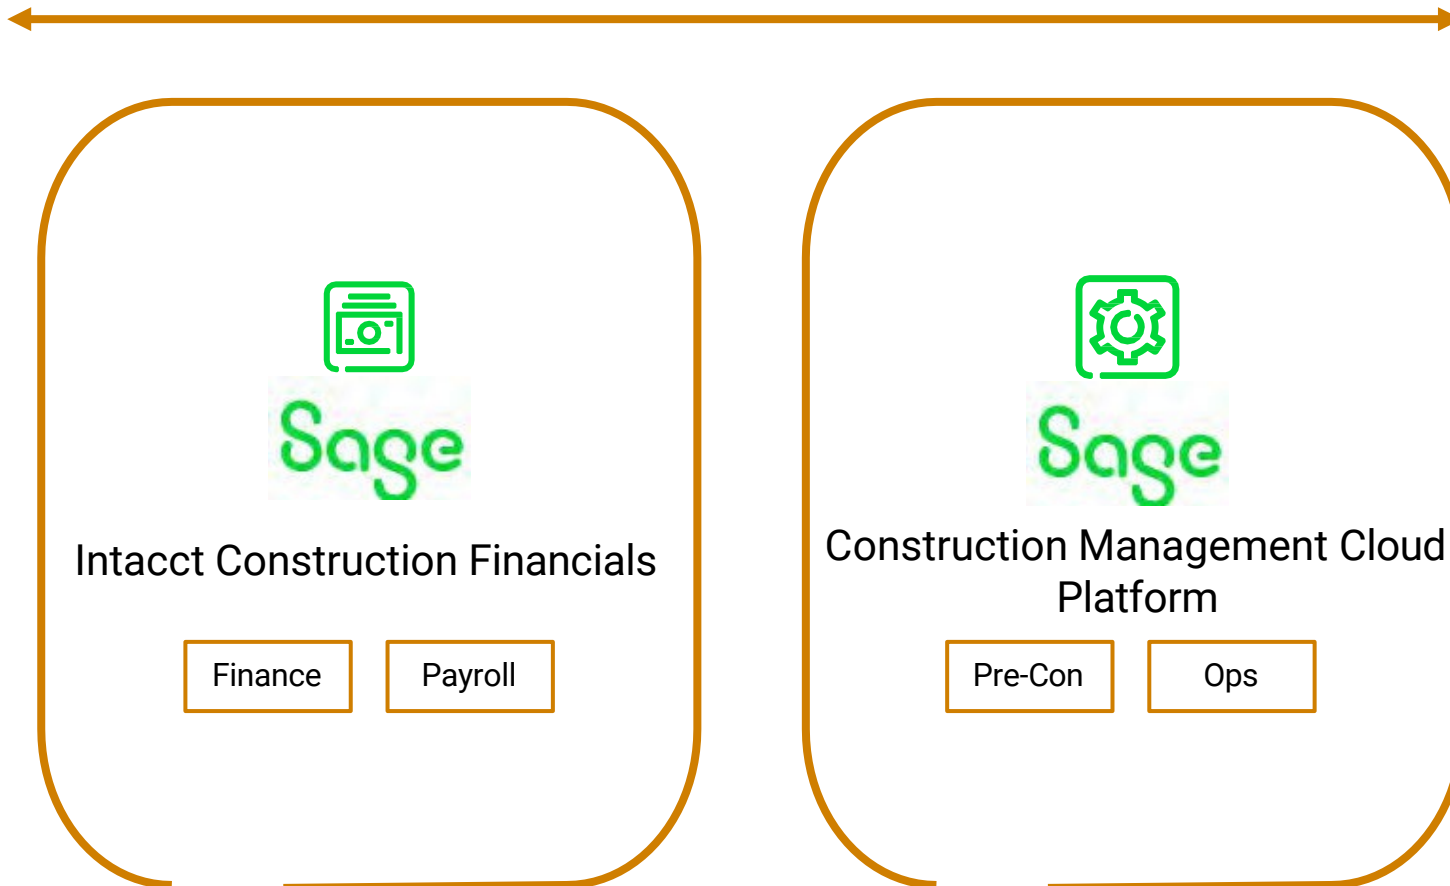 Sage
Intacct Construction Financials
Finance
Payroll
Sage
Construction Management Cloud
Platform
Pre-Con
Ops